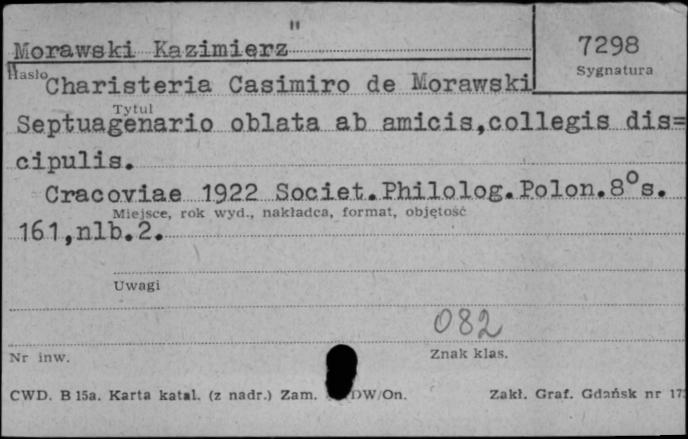 "
Morawski Kazimierz
7298
Hasło
Sygnatura
Charisteria Casimiro de Morawski
Tytul
Septuagenario oblata ab amicis,collegis dis=
cipulis.
Cracoviae 1922 Societ.Philolog.Polon.8°s.
Miejsce, rok wyd., nakładca, format, objętość
161,nlb.2.
Uwagi
082
Nr inw.
Znak klas.
CWD. B 15a. Karta katal. (z nadr.) Zam. DW/On.
Zakł. Graf. Gdańsk nr